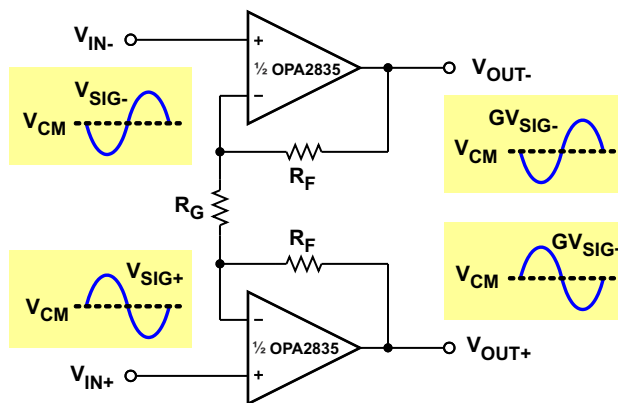 VIN-
+
½ OPA2835
−
VOUT-
VSIG-
VCM
GVSIG-
VCM
RF
RG
RF
VSIG+
VCM
GVSIG+
VCM
−
½ OPA2835
+
VIN+
VOUT+